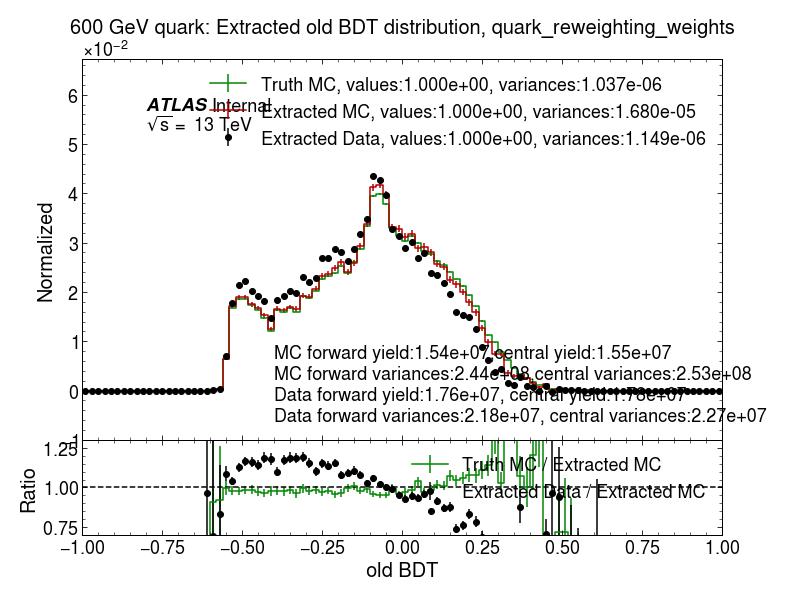 600 GeV quark: Extracted old BDT distribution, quark_reweighting_weights
×10⁻²
Truth MC, values:1.000e+00, variances:1.037e-06
ATLAS Internal
Extracted MC, values:1.000e+00, variances:1.680e-05
√s = 13 TeV
Extracted Data, values:1.000e+00, variances:1.149e-06
Normalized
6
5
4
3
2
1
0
MC forward yield:1.54e+07, central yield:1.55e+07
MC forward variances:2.44e+08, central variances:2.53e+08
Data forward yield:1.76e+07, central yield:1.78e+07
Data forward variances:2.18e+07, central variances:2.27e+07
Ratio
1.25
1.00
0.75
Truth MC / Extracted MC
Extracted Data / Extracted MC
−1.00 −0.75 −0.50 −0.25 0.00 0.25 0.50 0.75 1.00
old BDT